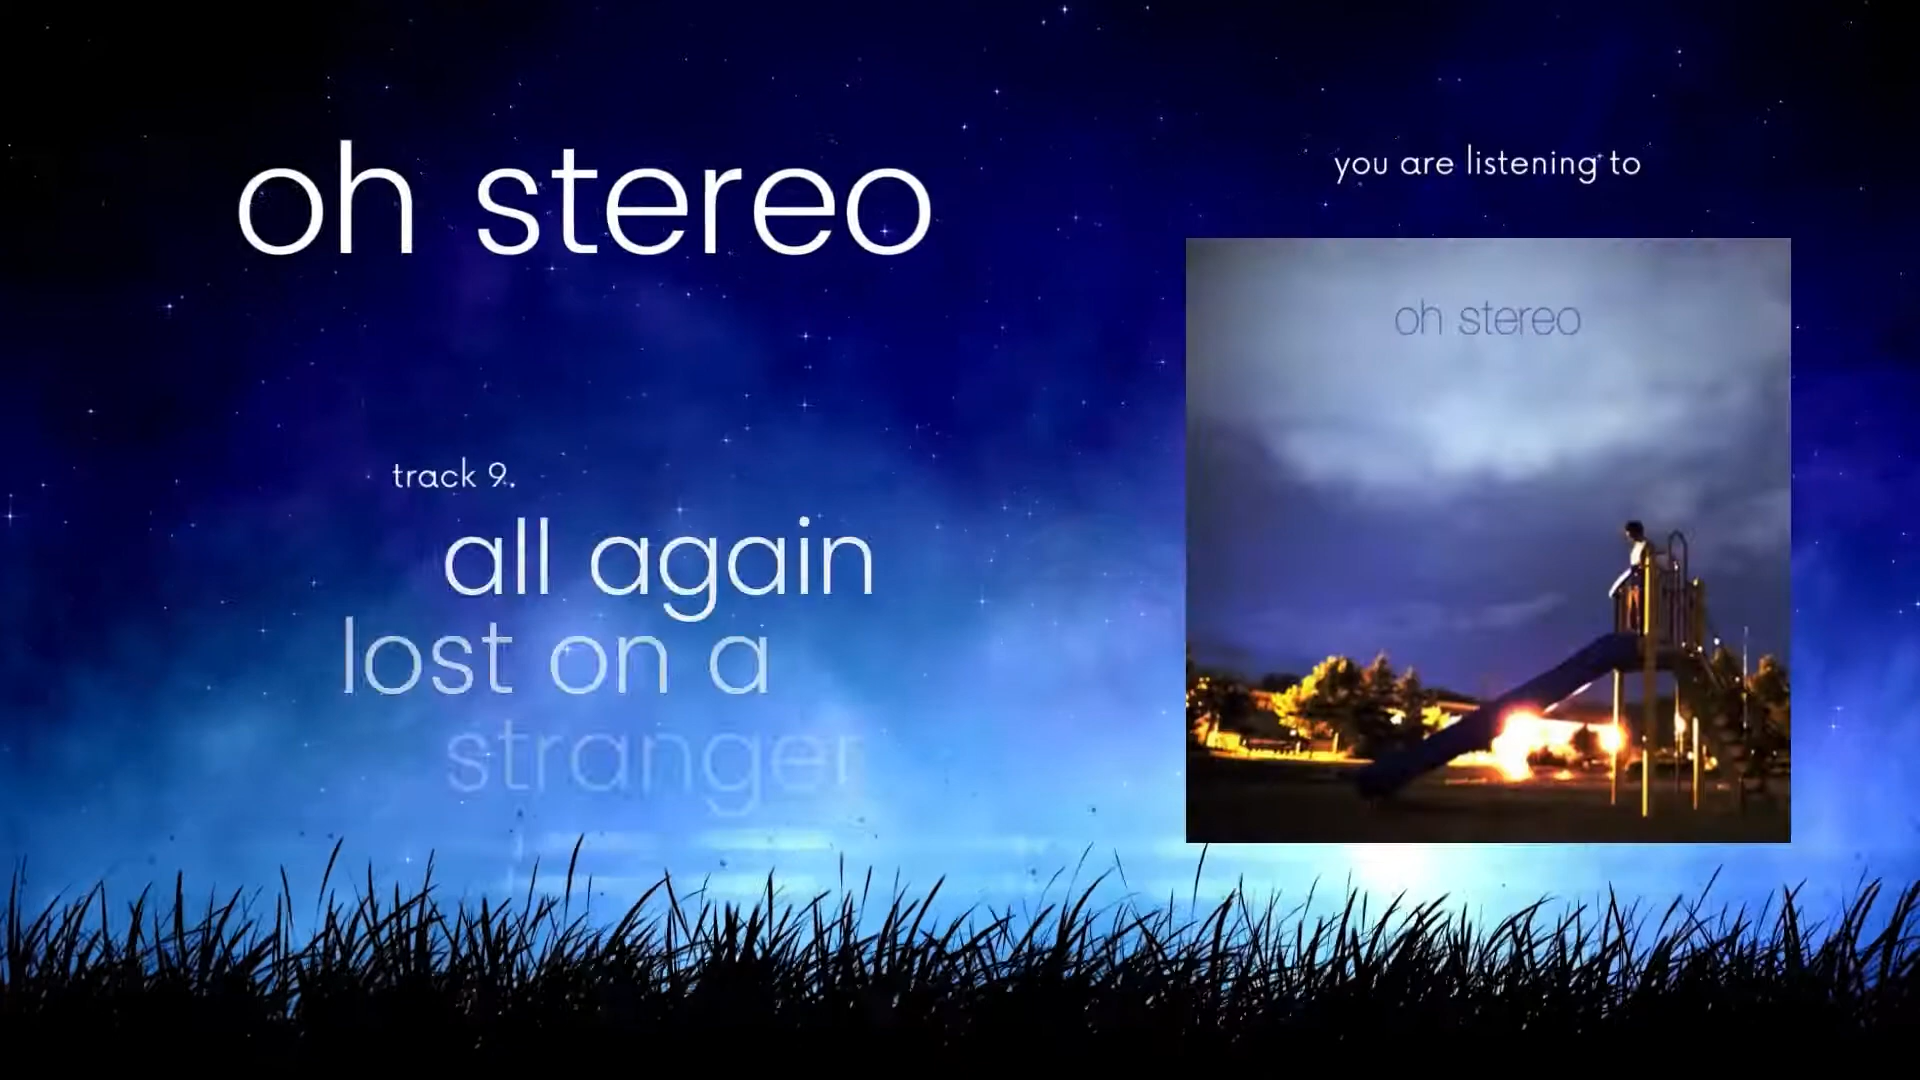 oh stereo
you are listening to
oh stereo
track 9.
all again
lost on a
stranger